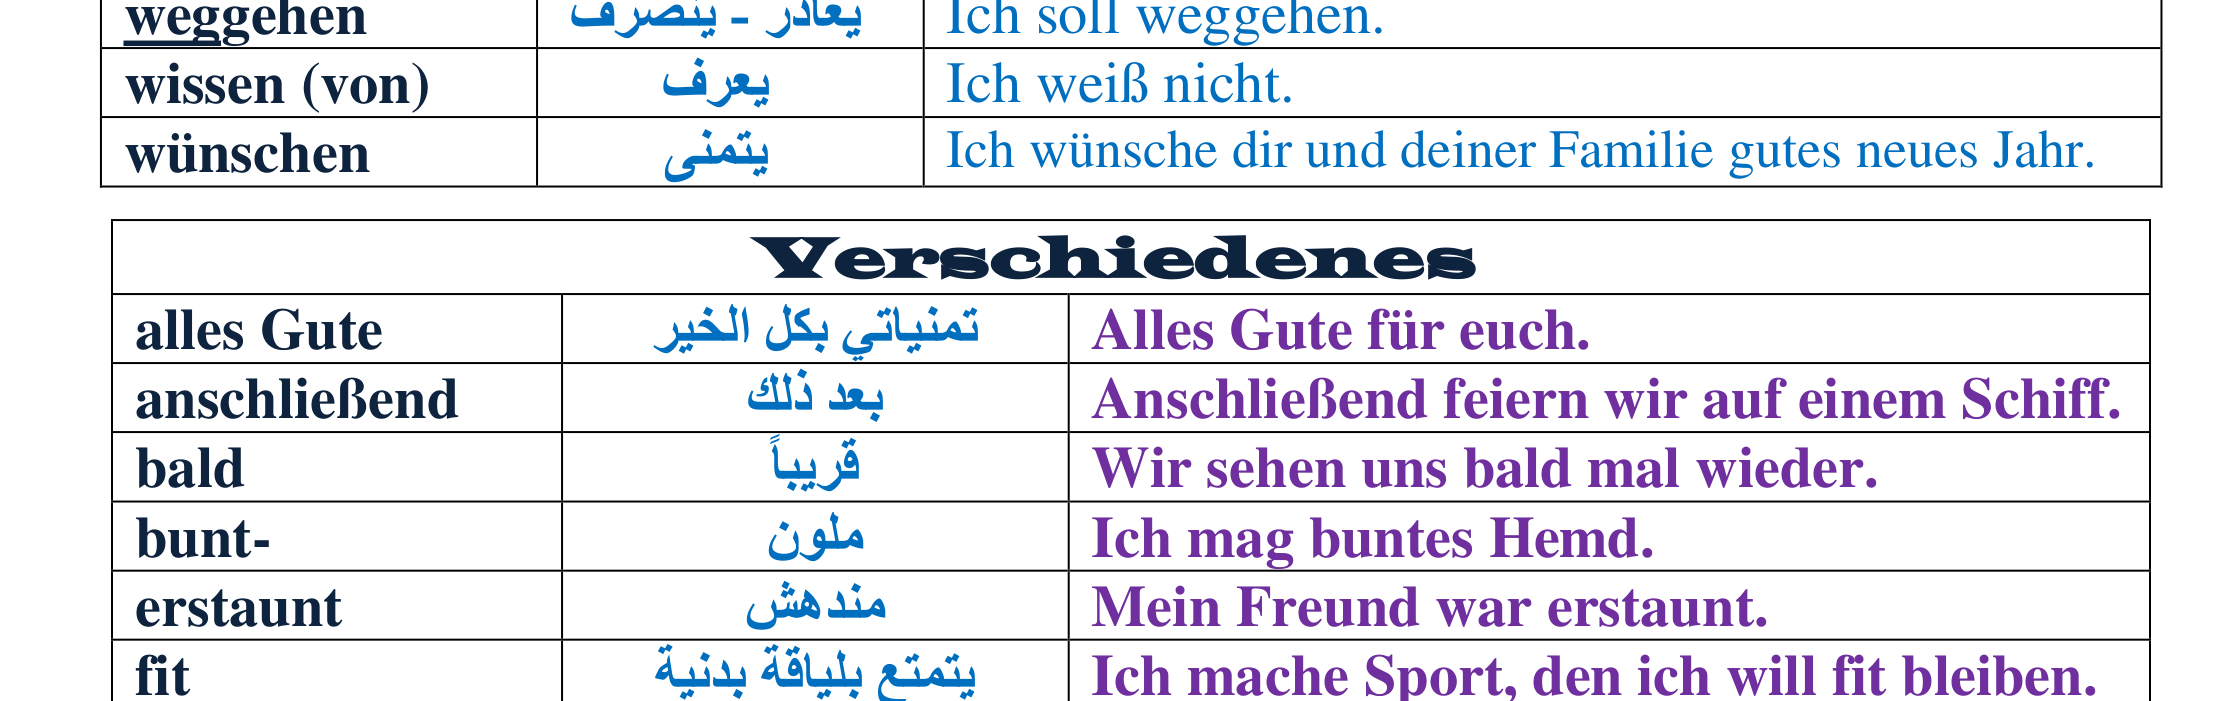 weggehen يغادر - ينصرف Ich soll weggehen.
wissen (von) يعرف Ich weiß nicht.
wünschen يتمنى Ich wünsche dir und deiner Familie gutes neues Jahr.
Verschiedenes
alles Gute تمنياتي بكل الخير Alles Gute für euch.
anschließend بعد ذلك Anschließend feiern wir auf einem Schiff.
bald قريباً Wir sehen uns bald mal wieder.
bunt- ملون Ich mag buntes Hemd.
erstaunt مندهش Mein Freund war erstaunt.
fit يتمتع بلياقة بدنية Ich mache Sport, den ich will fit bleiben.